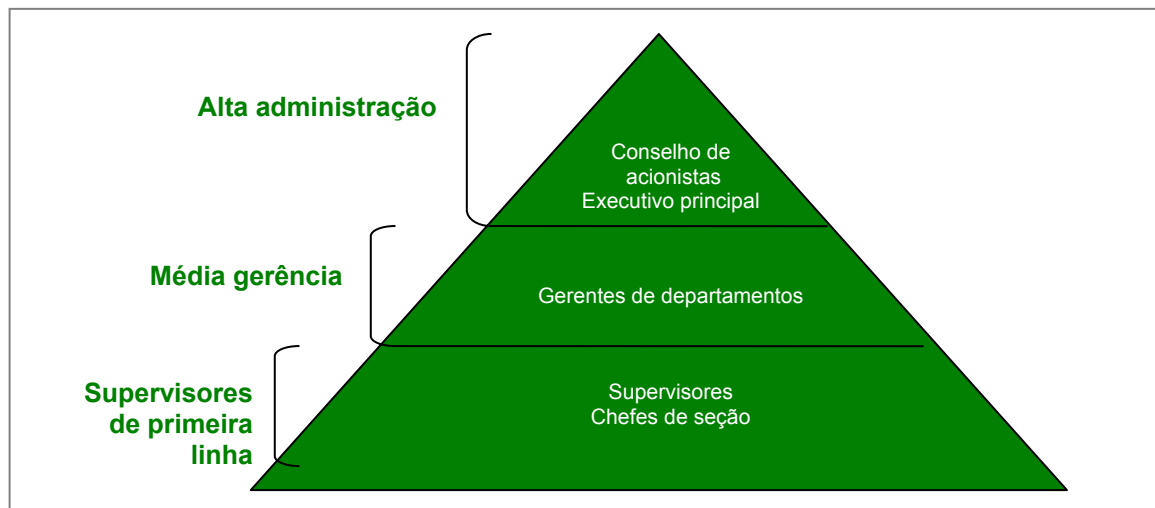 Alta administração
Conselho de
acionistas
Executivo principal
Média gerência
Gerentes de departamentos
Supervisores
de primeira
linha
Supervisores
Chefes de seção